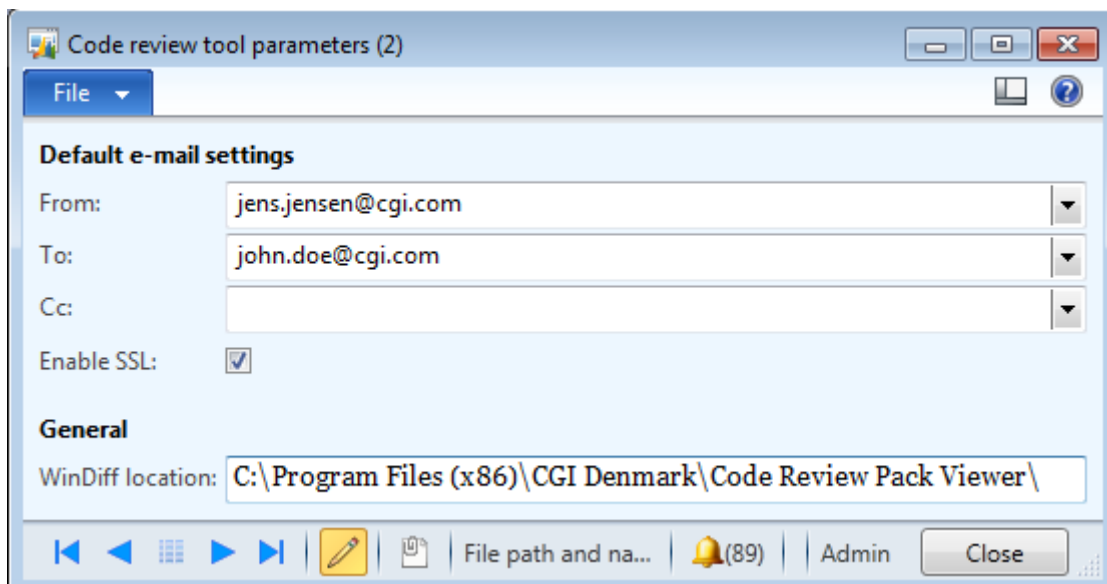 Code review tool parameters (2)
File
Default e-mail settings
From: jens.jensen@cgi.com
To: john.doe@cgi.com
Cc:
Enable SSL:
General
WinDiff location: C:\Program Files (x86)\CGI Denmark\Code Review Pack Viewer\
File path and na... (89) Admin Close